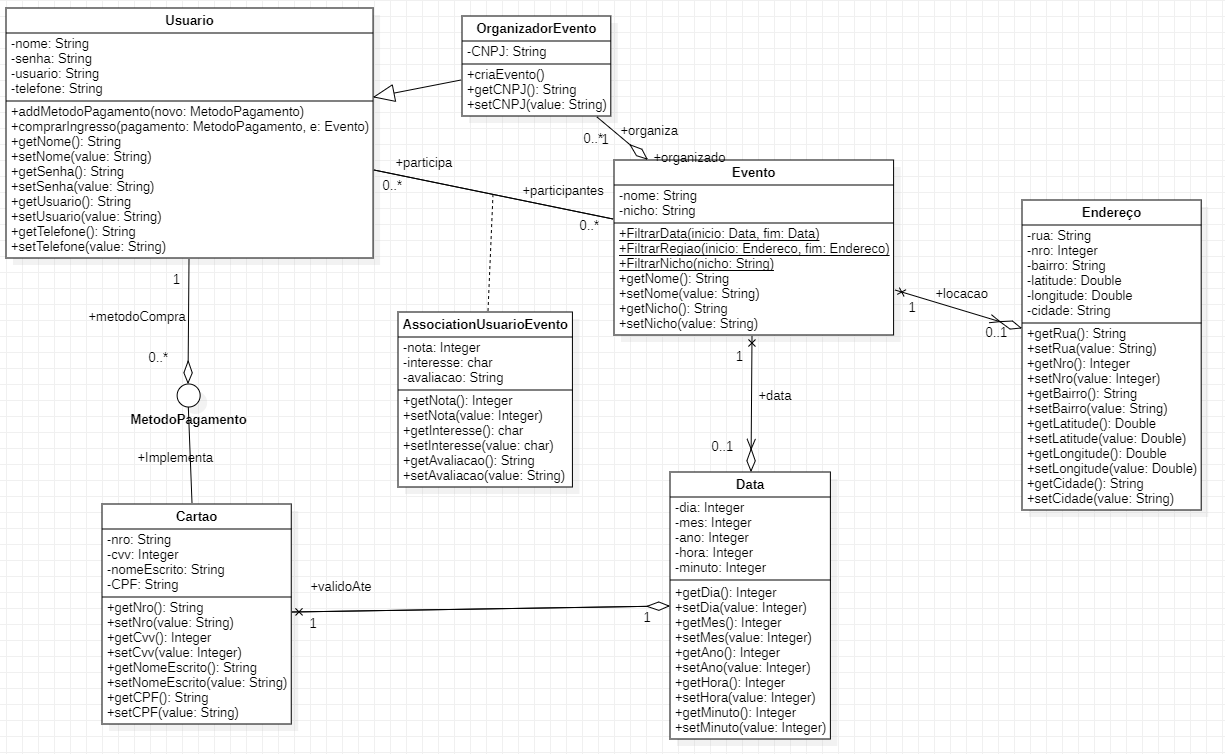 Usuario
-nome: String
-senha: String
-usuario: String
-telefone: String
+addMetodoPagamento(novo: MetodoPagamento)
+comprarIngresso(pagamento: MetodoPagamento, e: Evento)
+getNome(): String
+setNome(value: String)
+getSenha(): String
+setSenha(value: String)
+getUsuario(): String
+setUsuario(value: String)
+getTelefone(): String
+setTelefone(value: String)
OrganizadorEvento
-CNPJ: String
+criaEvento()
+getCNPJ(): String
+setCNPJ(value: String)
0..*
1
+organiza
+organizado
+participa
0..*
+participantes
0..*
Evento
-nome: String
-nicho: String
+FiltrarData(inicio: Data, fim: Data)
+FiltrarRegiao(inicio: Endereco, fim: Endereco)
+FiltrarNicho(nicho: String)
+getNome(): String
+setNome(value: String)
+getNicho(): String
+setNicho(value: String)
+locacao
1
0..1
Endereço
-rua: String
-nro: Integer
-bairro: String
-latitude: Double
-longitude: Double
-cidade: String
+getRua(): String
+setRua(value: String)
+getNro(): Integer
+setNro(value: Integer)
+getBairro(): String
+setBairro(value: String)
+getLatitude(): Double
+setLatitude(value: Double)
+getLongitude(): Double
+setLongitude(value: Double)
+getCidade(): String
+setCidade(value: String)
1
+metodoCompra
0..*
MetodoPagamento
+Implementa
AssociationUsuarioEvento
-nota: Integer
-interesse: char
-avaliacao: String
+getNota(): Integer
+setNota(value: Integer)
+getInteresse(): char
+setInteresse(value: char)
+getAvaliacao(): String
+setAvaliacao(value: String)
1
+data
0..1
Cartao
-nro: String
-cvv: Integer
-nomeEscrito: String
-CPF: String
+getNro(): String
+setNro(value: String)
+getCvv(): Integer
+setCvv(value: Integer)
+getNomeEscrito(): String
+setNomeEscrito(value: String)
+getCPF(): String
+setCPF(value: String)
+validoAte
1
1
Data
-dia: Integer
-mes: Integer
-ano: Integer
-hora: Integer
-minuto: Integer
+getDia(): Integer
+setDia(value: Integer)
+getMes(): Integer
+setMes(value: Integer)
+getAno(): Integer
+setAno(value: Integer)
+getHora(): Integer
+setHora(value: Integer)
+getMinuto(): Integer
+setMinuto(value: Integer)